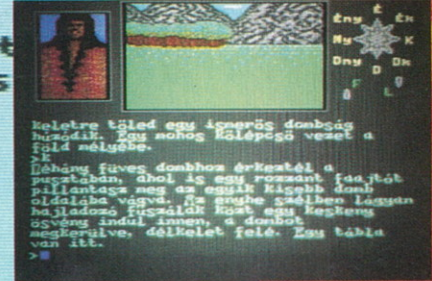 Ény É Ék
Ny K
Dny D Dk
F L
keletre tőled egy ismerős dombság
húzódik. Egy mohos kőlépcső vezet a
föld mélyébe.
>k
Néhány füves dombhoz érkeztél a
pusztában, ahol is egy rozzant faajtót
pillantasz meg az egyik kisebb domb
oldalába vágva. Az enyhe szélben lágyan
hajladozó fűszálak közt egy keskeny
ösvény indul innen, a dombot
megkerülve, délkelet felé. Egy tábla
van itt.
>